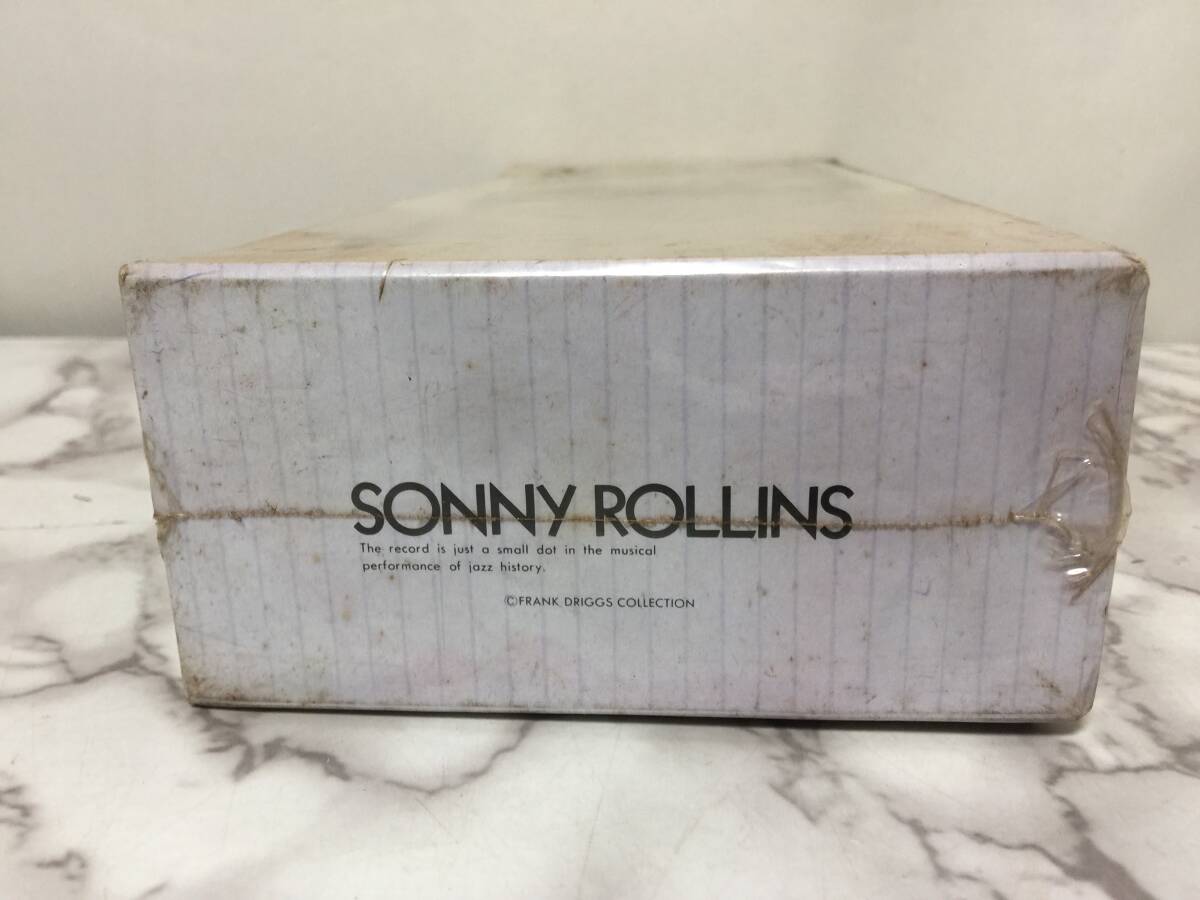 SONNY ROLLINS
The record is just a small dot in the musical
performance of jazz history.
©FRANK DRIGGS COLLECTION